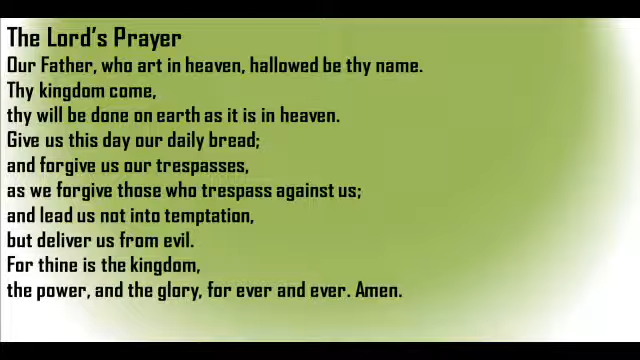 The Lord's Prayer
Our Father, who art in heaven, hallowed be thy name.
Thy kingdom come,
thy will be done on earth as it is in heaven.
Give us this day our daily bread;
and forgive us our trespasses,
as we forgive those who trespass against us;
and lead us not into temptation,
but deliver us from evil.
For thine is the kingdom,
the power, and the glory, for ever and ever. Amen.